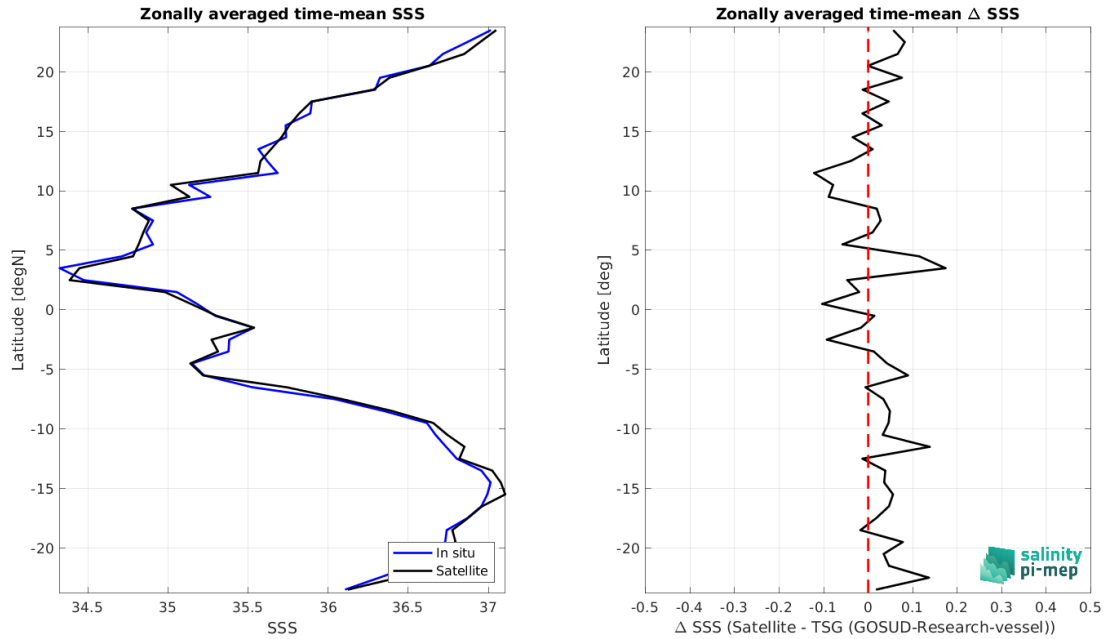 Zonally averaged time-mean SSS
Latitude [degN]
20
15
10
5
0
-5
-10
-15
-20
34.5 35 35.5 36 36.5 37
SSS
In situ
Satellite
Zonally averaged time-mean Δ SSS
Latitude [deg]
20
15
10
5
0
-5
-10
-15
-20
-0.5 -0.4 -0.3 -0.2 -0.1 0 0.1 0.2 0.3 0.4 0.5
Δ SSS (Satellite - TSG (GOSUD-Research-vessel))
salinity
pi-mep